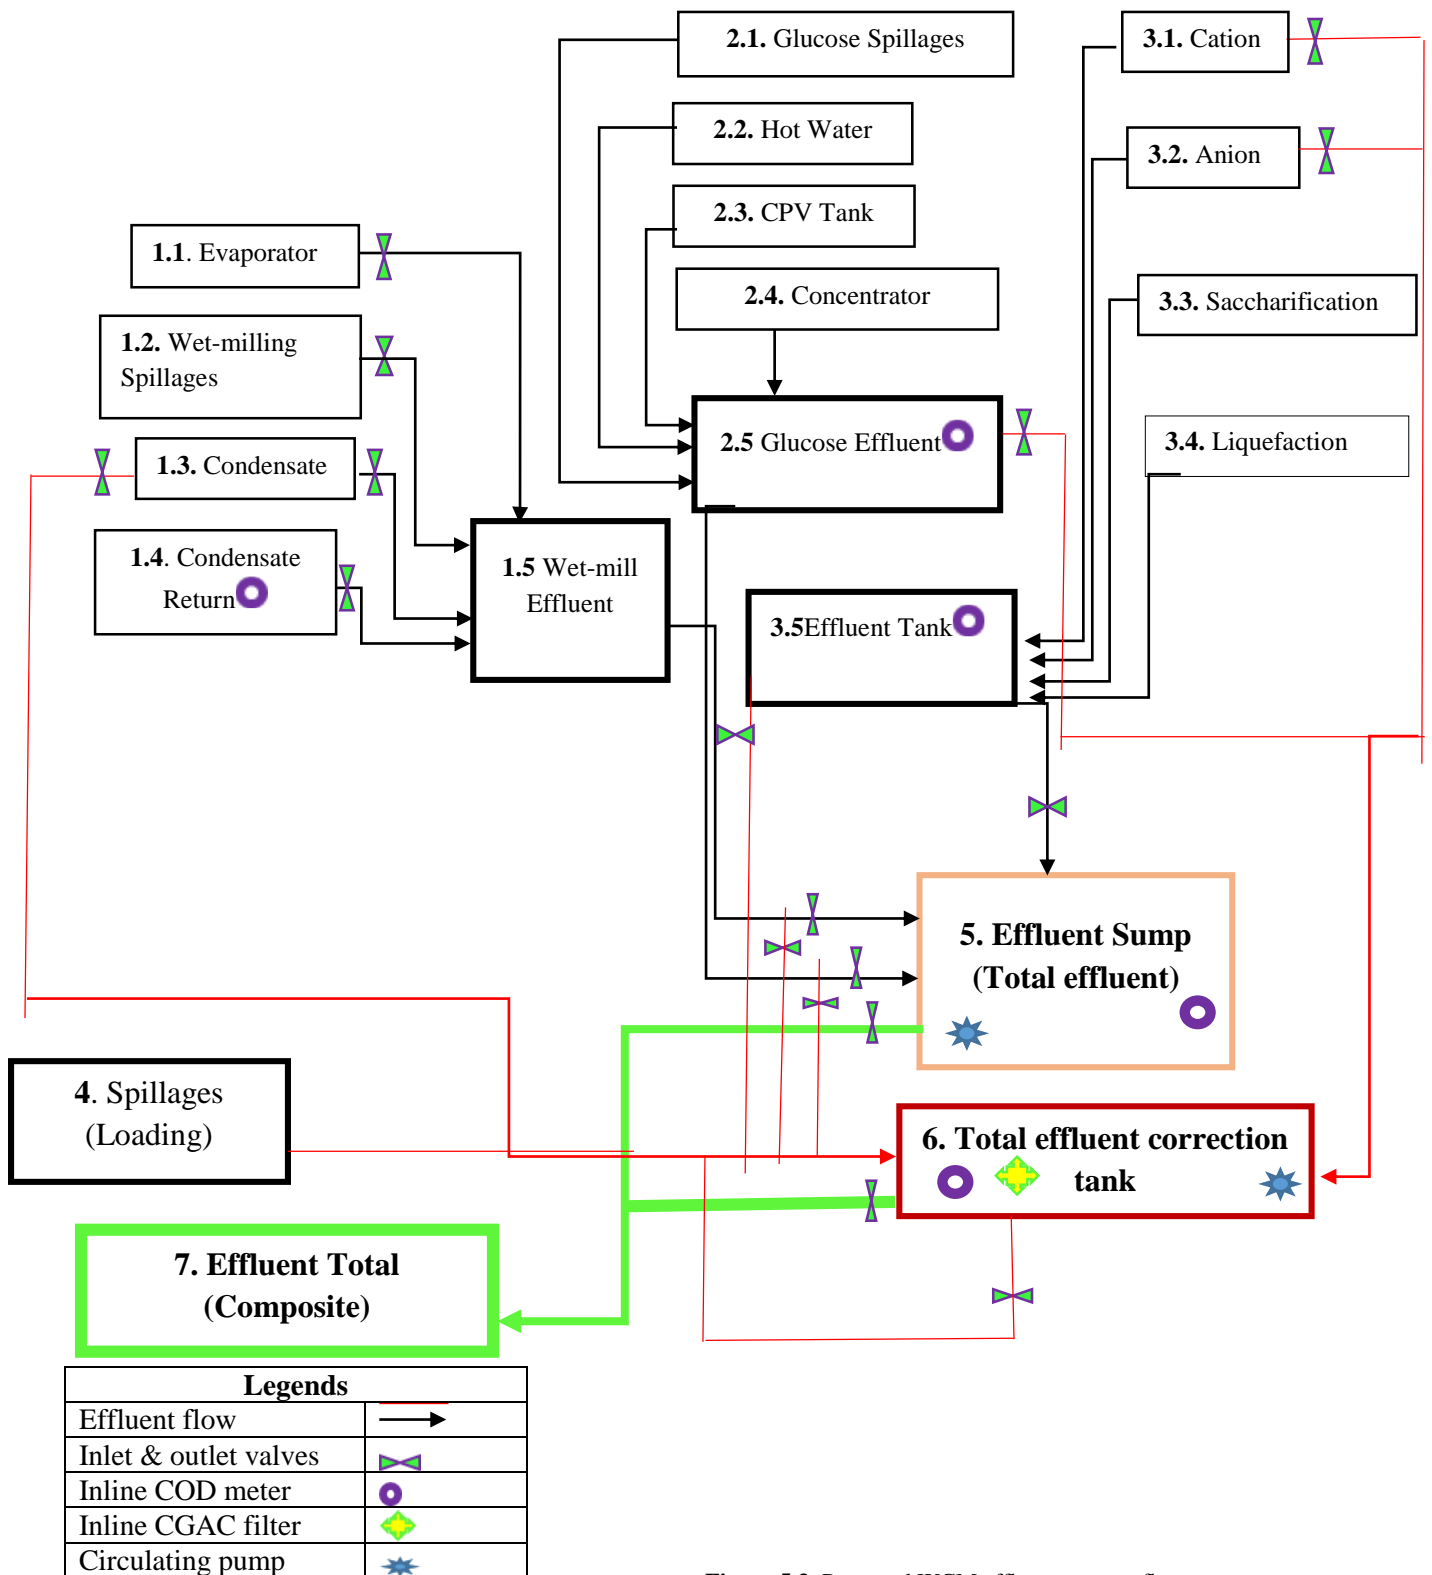 2.1. Glucose Spillages
3.1. Cation
2.2. Hot Water
3.2. Anion
2.3. CPV Tank
1.1. Evaporator
2.4. Concentrator
3.3. Saccharification
1.2. Wet-milling
Spillages
2.5 Glucose Effluent
3.4. Liquefaction
1.3. Condensate
1.4. Condensate
Return
1.5 Wet-mill
Effluent
3.5Effluent Tank
5. Effluent Sump
(Total effluent)
4. Spillages
(Loading)
6. Total effluent correction
tank
7. Effluent Total
(Composite)
Legends
Effluent flow
Inlet & outlet valves
Inline COD meter
Inline CGAC filter
Circulating pump